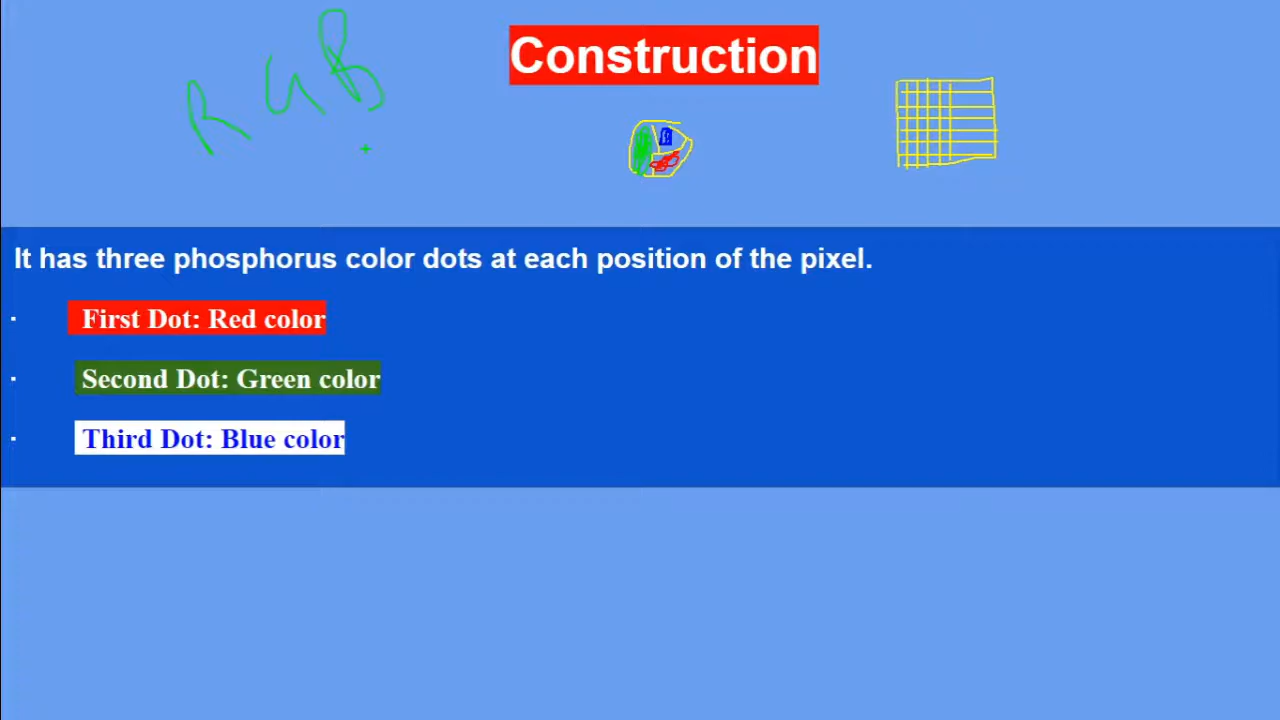 RGB
Construction
It has three phosphorus color dots at each position of the pixel.
· First Dot: Red color
· Second Dot: Green color
· Third Dot: Blue color